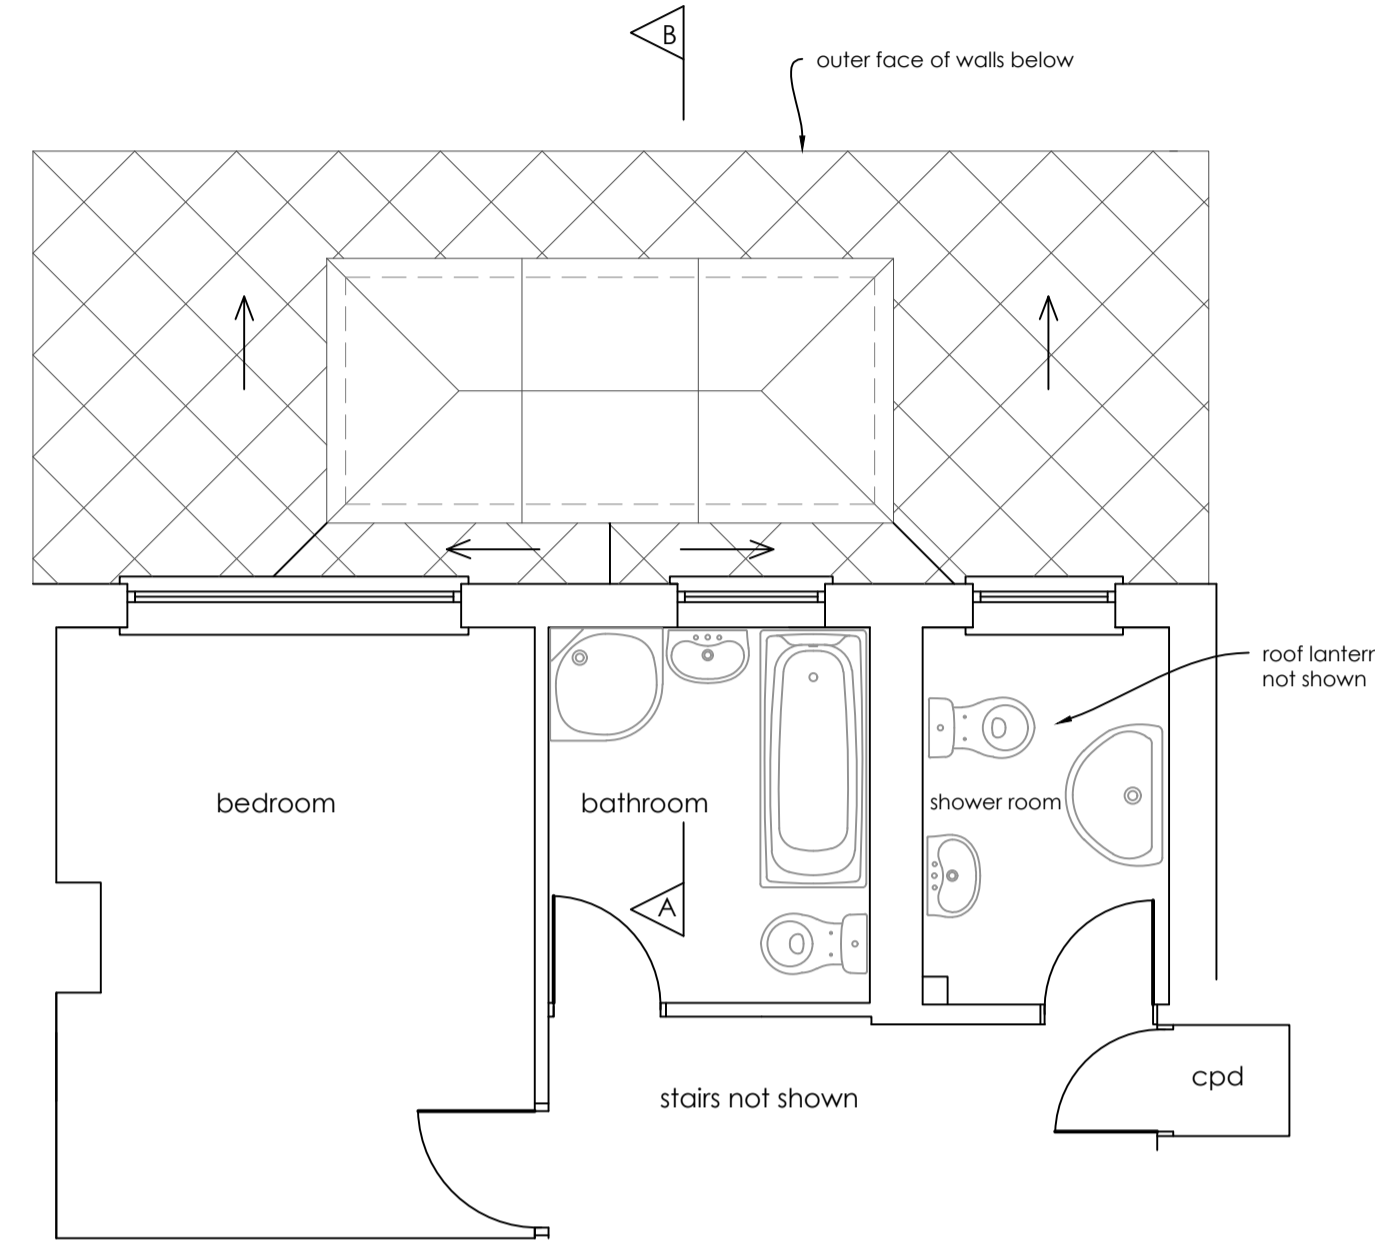 B
outer face of walls below
roof lantern
not shown
bedroom
bathroom
shower room
A
stairs not shown
cpd